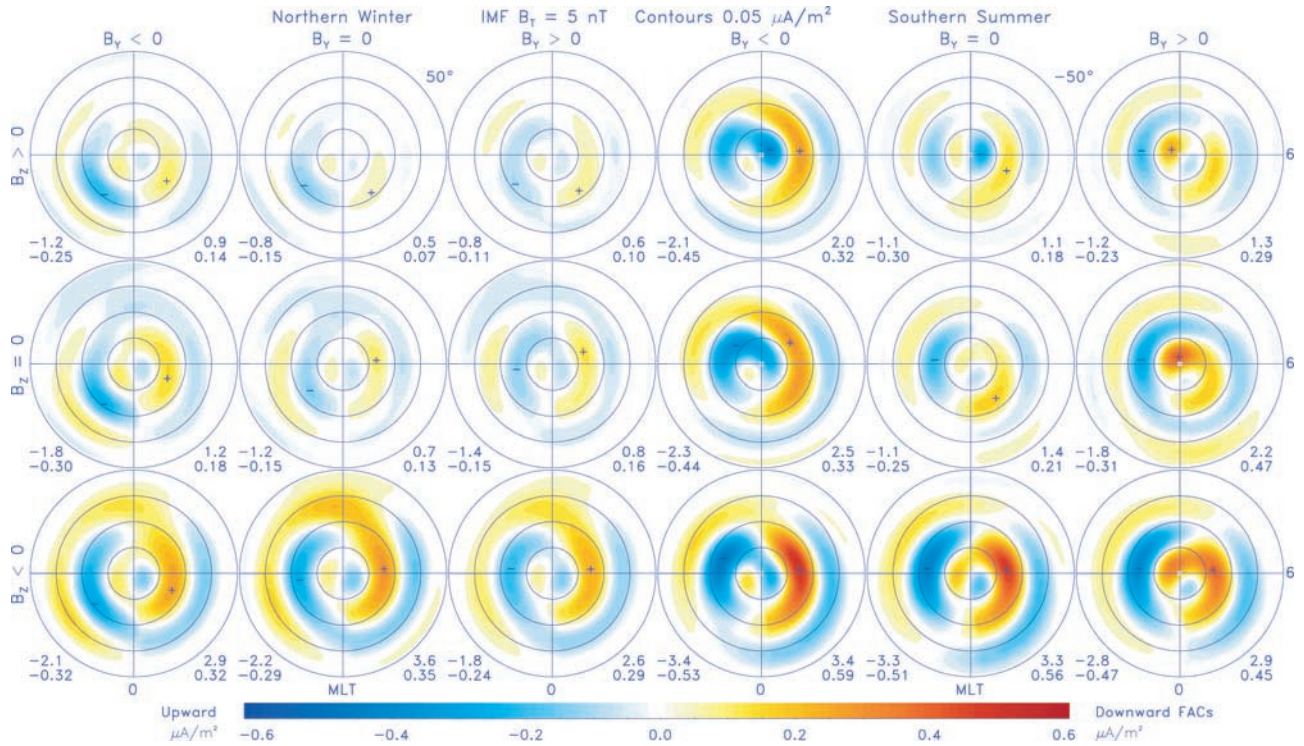 Northern Winter IMF B_T = 5 nT Contours 0.05 μA/m² Southern Summer
B_Y < 0 B_Y = 0 B_Y > 0 B_Y < 0 B_Y = 0 B_Y > 0
50° −50°
B_Z > 0
6
−1.2 0.9 −0.8 0.5 −0.8 0.6 −2.1 2.0 −1.1 1.1 −1.2 1.3
−0.25 0.14 −0.15 0.07 −0.11 0.10 −0.45 0.32 −0.30 0.18 −0.23 0.29
B_Z = 0
6
−1.8 1.2 −1.2 0.7 −1.4 0.8 −2.3 2.5 −1.1 1.4 −1.8 2.2
−0.30 0.18 −0.15 0.13 −0.15 0.16 −0.44 0.33 −0.25 0.21 −0.31 0.47
B_Z < 0
6
−2.1 2.9 −2.2 3.6 −1.8 2.6 −3.4 3.4 −3.3 3.3 −2.8 2.9
−0.32 0.32 −0.29 0.35 −0.24 0.29 −0.53 0.59 −0.51 0.56 −0.47 0.45
0 MLT 0 MLT 0
Upward Downward FACs
μA/m² −0.6 −0.4 −0.2 0.0 0.2 0.4 0.6 μA/m²